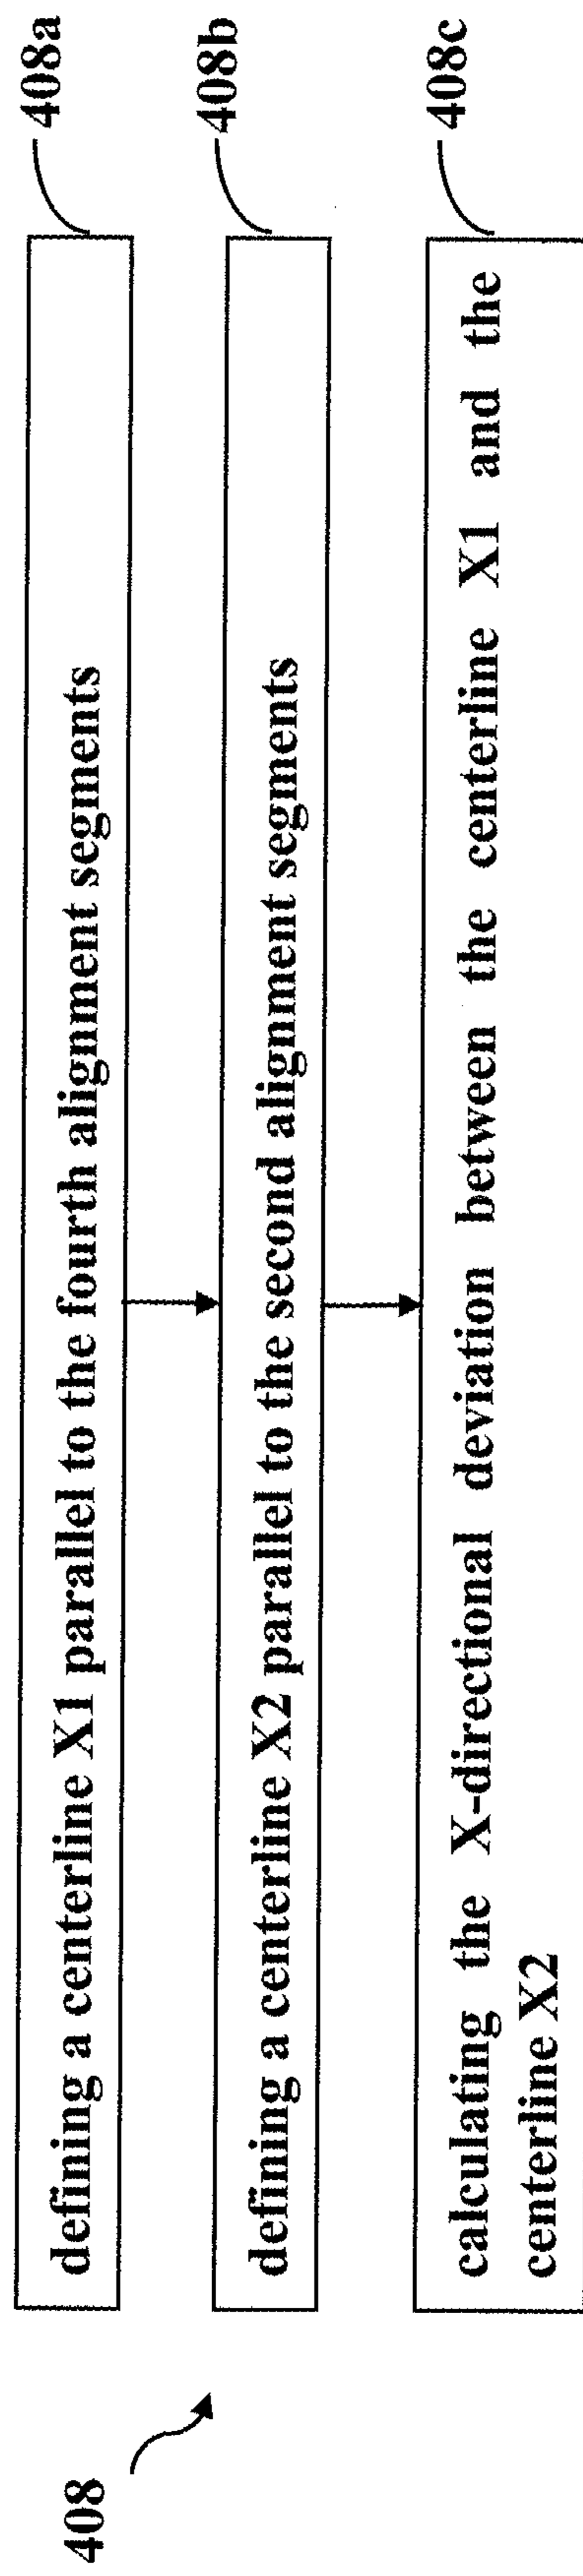 408
defining a centerline X1 parallel to the fourth alignment segments
408a
defining a centerline X2 parallel to the second alignment segments
408b
calculating the X-directional deviation between the centerline X1 and the
centerline X2
408c